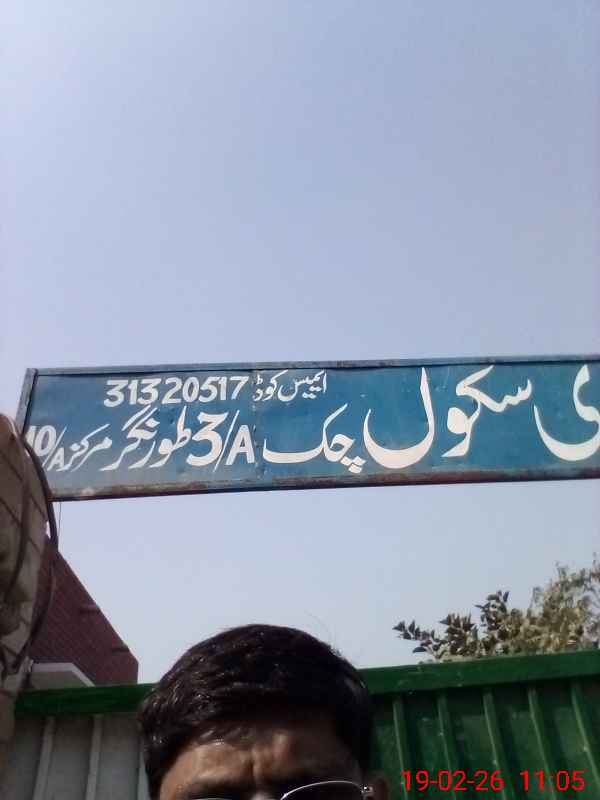 ایمیس کوڈ 31320517
ی سکول چک 3/A طور نگر مرکز 10/A
19-02-26 11:05